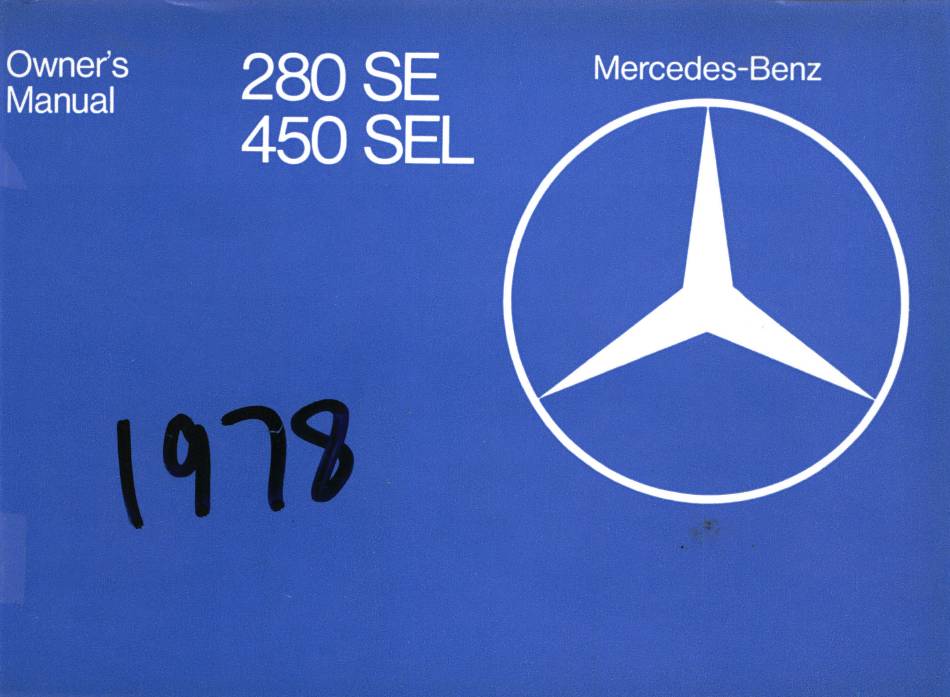 Owner's
Manual
280 SE
450 SEL
Mercedes-Benz
1978